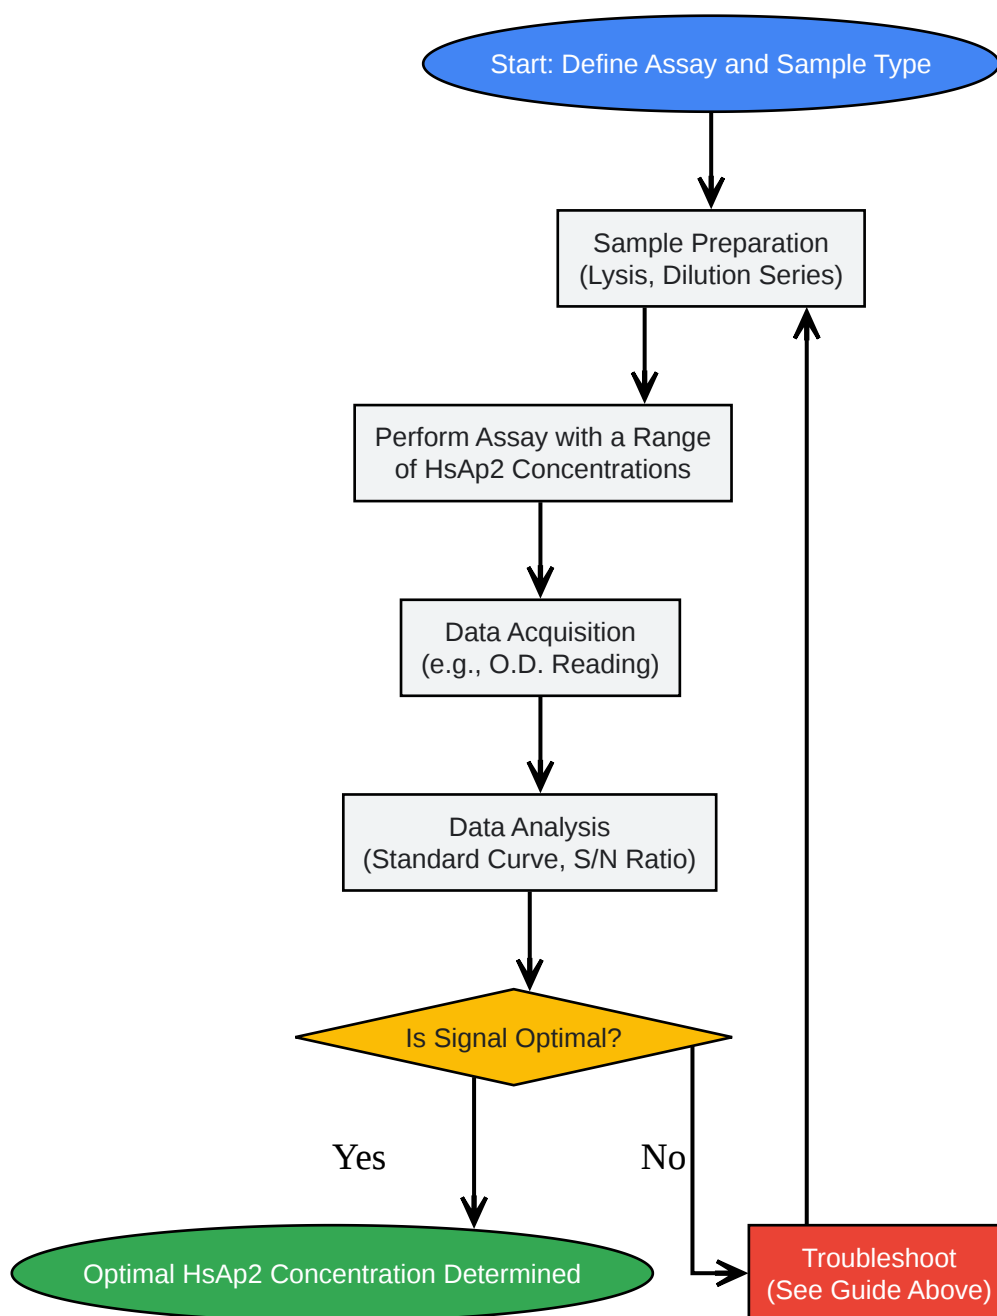 Start: Define Assay and Sample Type
Sample Preparation
(Lysis, Dilution Series)
Perform Assay with a Range
of HsAp2 Concentrations
Data Acquisition
(e.g., O.D. Reading)
Data Analysis
(Standard Curve, S/N Ratio)
Is Signal Optimal?
Yes
No
Optimal HsAp2 Concentration Determined
Troubleshoot
(See Guide Above)